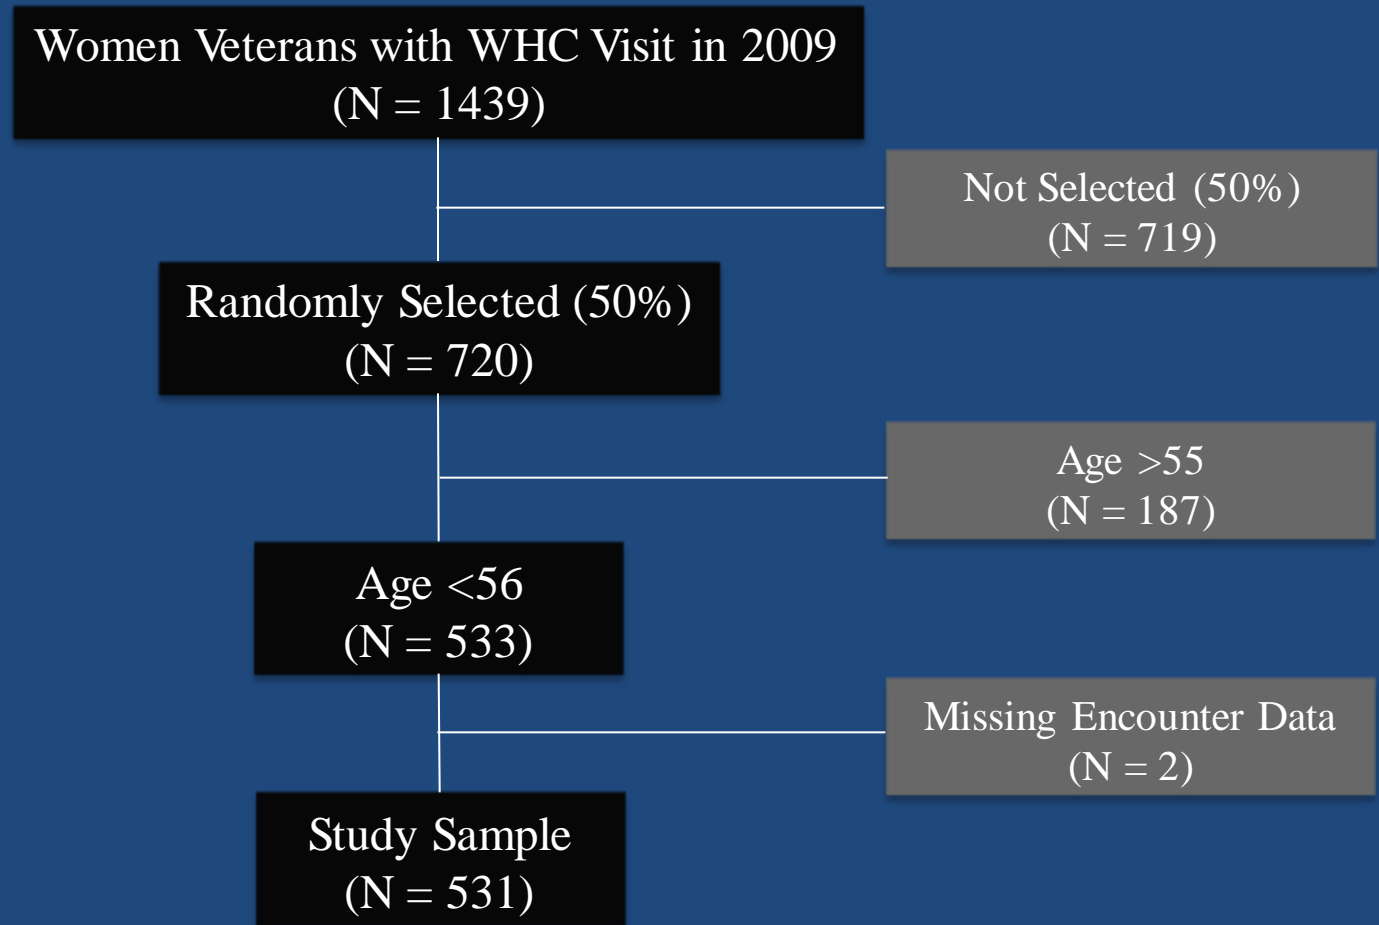 Women Veterans with WHC Visit in 2009
(N = 1439)
Not Selected (50%)
(N = 719)
Randomly Selected (50%)
(N = 720)
Age >55
(N = 187)
Age <56
(N = 533)
Missing Encounter Data
(N = 2)
Study Sample
(N = 531)